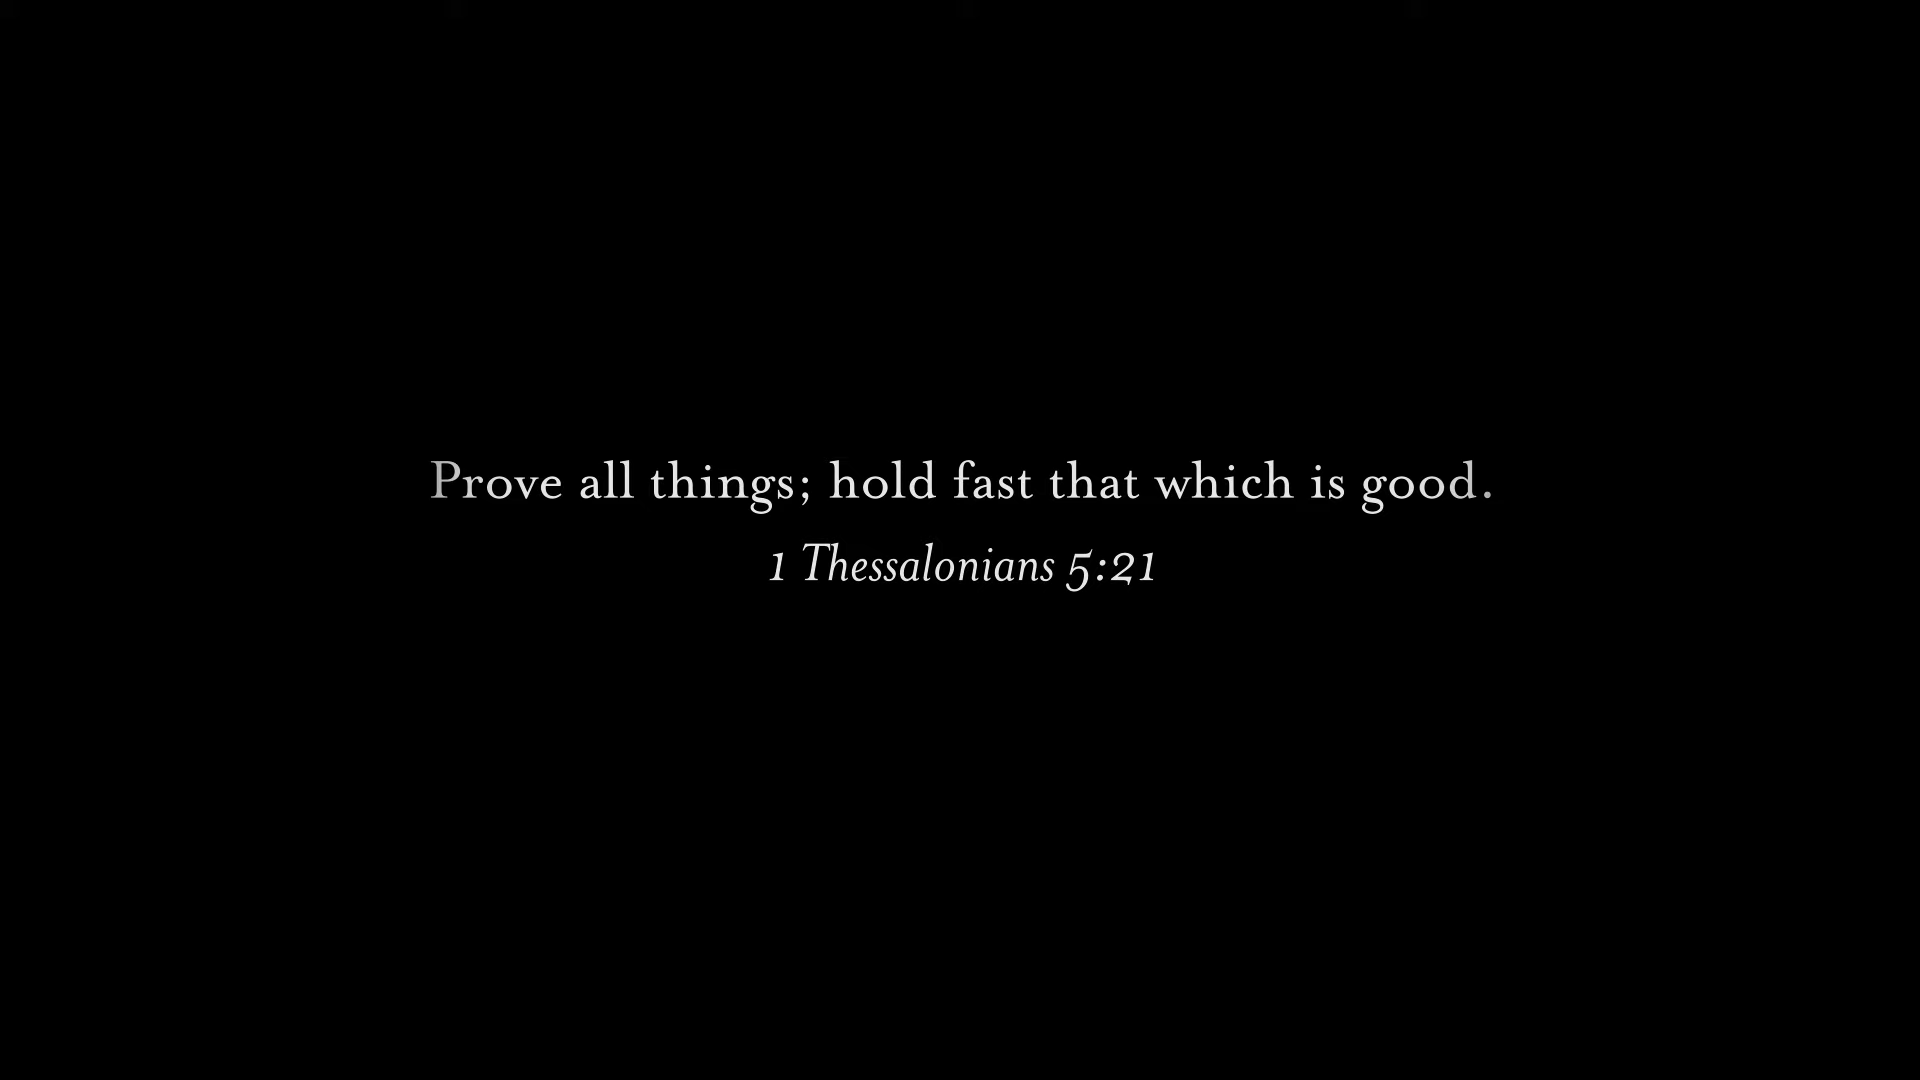 Prove all things; hold fast that which is good.
1 Thessalonians 5:21